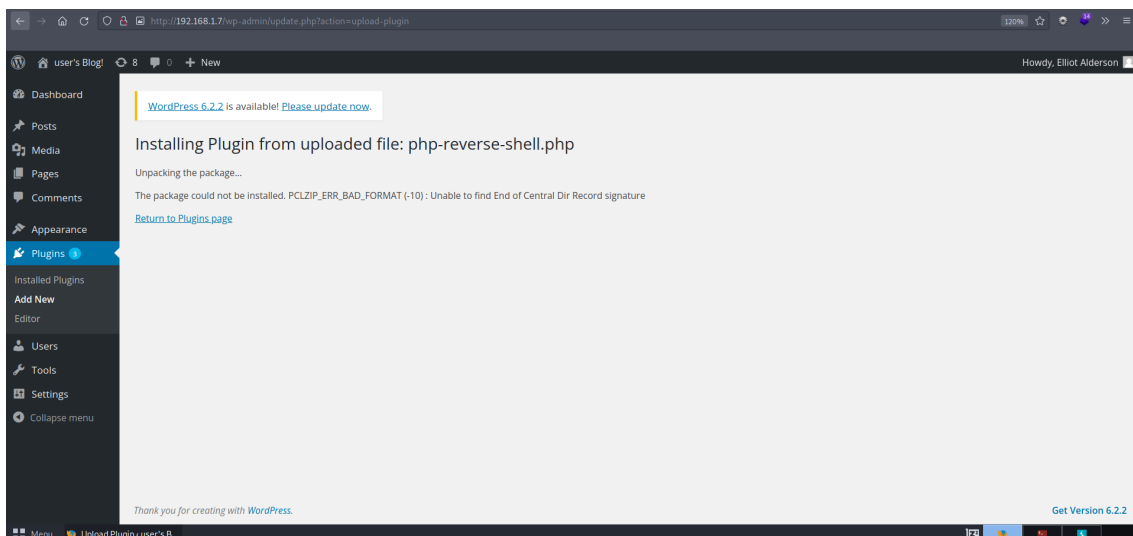 http://192.168.1.7/wp-admin/update.php?action=upload-plugin
120%
14
user's Blog!
8
0
New
Howdy, Elliot Alderson
Dashboard
Posts
Media
Pages
Comments
Appearance
Plugins 3
Installed Plugins
Add New
Editor
Users
Tools
Settings
Collapse menu
WordPress 6.2.2 is available! Please update now.
Installing Plugin from uploaded file: php-reverse-shell.php
Unpacking the package...
The package could not be installed. PCLZIP_ERR_BAD_FORMAT (-10) : Unable to find End of Central Dir Record signature
Return to Plugins page
Thank you for creating with WordPress.
Get Version 6.2.2
Menu
Upload Plugin ‹ user's B